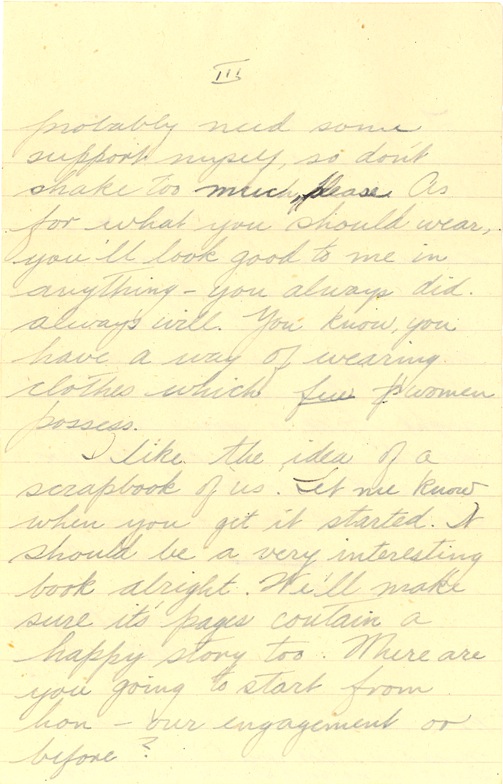 III
probably need some
support myself, so don't
shake too much, please. As
for what you should wear,
you'll look good to me in
anything - you always did.
always will. You know, you
have a way of wearing
clothes which few women
possess.
I like the idea of a
scrapbook of us. Let me know
when you get it started. It
should be a very interesting
book alright. We'll make
sure it's pages contain a
happy story too. Where are
you going to start from
hon - our engagement or
before?